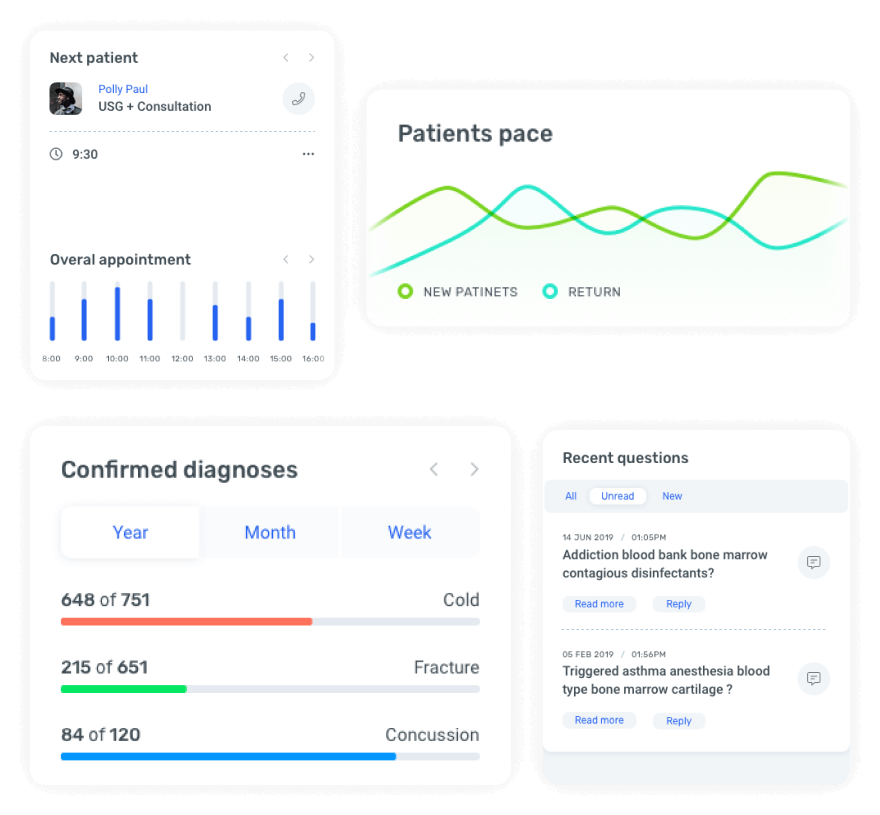 Next patient
Polly Paul
USG + Consultation
9:30
Overal appointment
8:00 9:00 10:00 11:00 12:00 13:00 14:00 15:00 16:00
Patients pace
NEW PATINETS RETURN
Confirmed diagnoses
Year Month Week
648 of 751 Cold
215 of 651 Fracture
84 of 120 Concussion
Recent questions
All Unread New
14 JUN 2019 / 01:05PM
Addiction blood bank bone marrow
contagious disinfectants?
Read more Reply
05 FEB 2019 / 01:56PM
Triggered asthma anesthesia blood
type bone marrow cartilage ?
Read more Reply